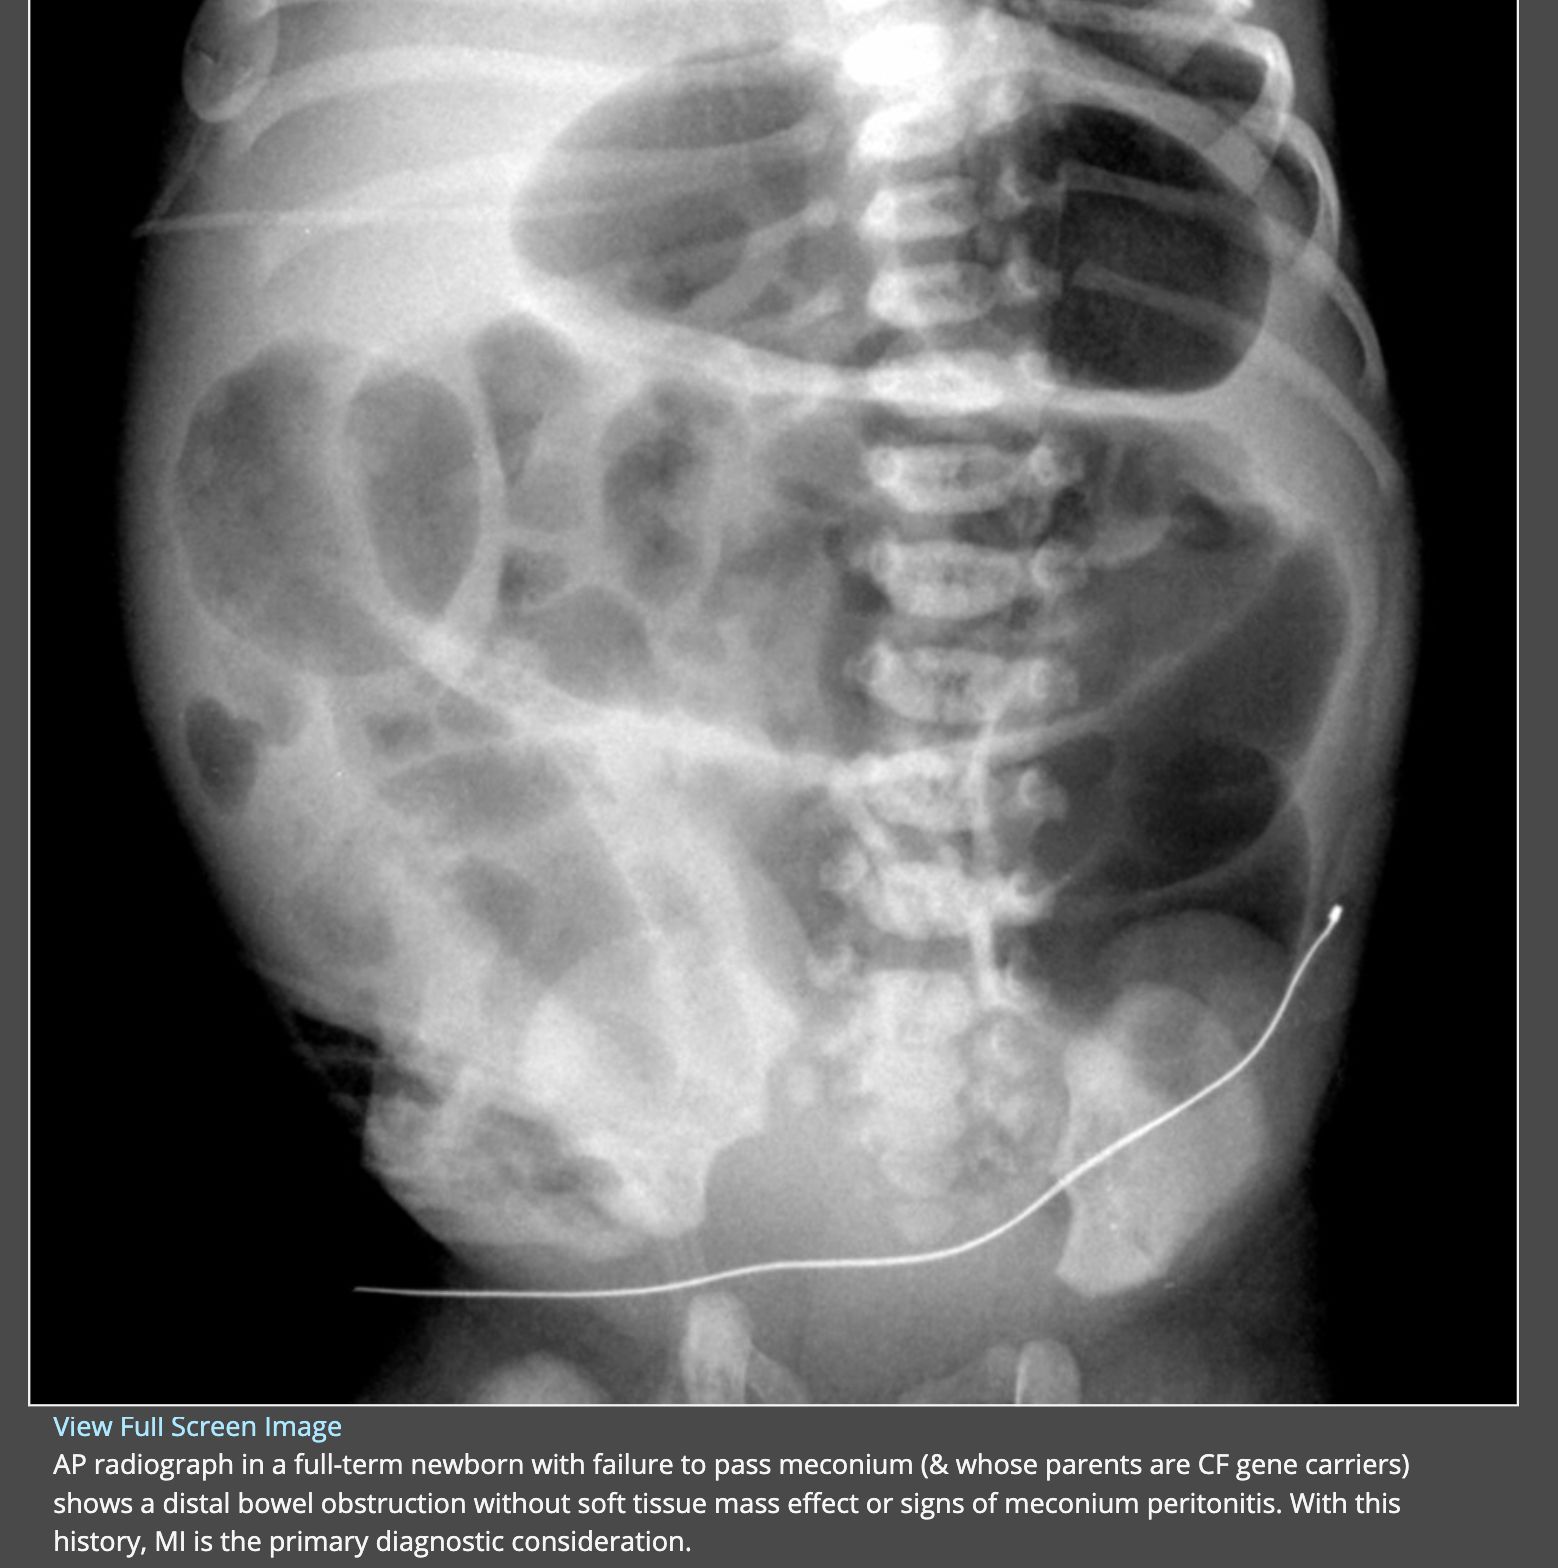 View Full Screen Image
AP radiograph in a full-term newborn with failure to pass meconium (& whose parents are CF gene carriers)
shows a distal bowel obstruction without soft tissue mass effect or signs of meconium peritonitis. With this
history, MI is the primary diagnostic consideration.